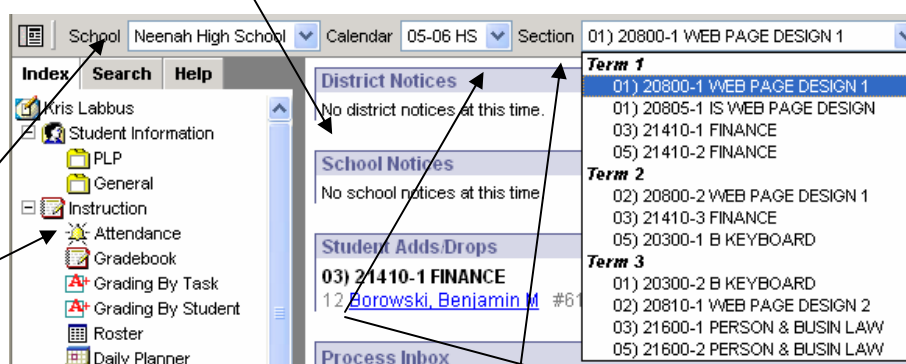 School Neenah High School Calendar 05-06 HS Section 01) 20800-1 WEB PAGE DESIGN 1
Index Search Help
Kris Labbus
Student Information
PLP
General
Instruction
Attendance
Gradebook
Grading By Task
Grading By Student
Roster
Daily Planner
District Notices
No district notices at this time.
School Notices
No school notices at this time
Student Adds/Drops
03) 21410-1 FINANCE
12 Borowski, Benjamin M #61
Process Inbox
Term 1
01) 20800-1 WEB PAGE DESIGN 1
01) 20805-1 IS WEB PAGE DESIGN
03) 21410-1 FINANCE
05) 21410-2 FINANCE
Term 2
02) 20800-2 WEB PAGE DESIGN 1
03) 21410-3 FINANCE
05) 20300-1 B KEYBOARD
Term 3
01) 20300-2 B KEYBOARD
02) 20810-1 WEB PAGE DESIGN 2
03) 21600-1 PERSON & BUSIN LAW
05) 21600-2 PERSON & BUSIN LAW